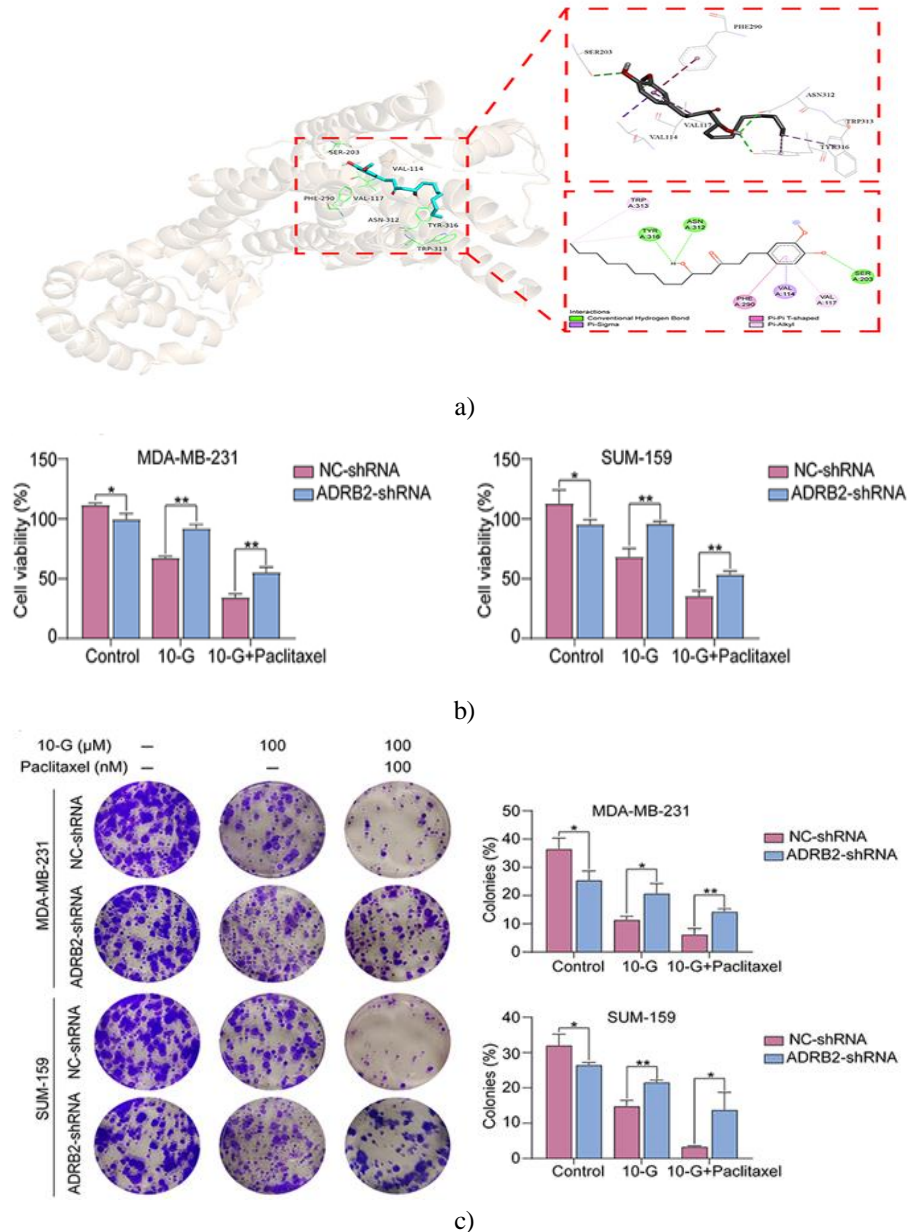 SER-203
VAL-114
PHE-290
VAL-117
ASN-312
TYR-316
TRP-313
PHE290
SER203
ASN312
VAL117
TRP313
VAL114
TYR316
TRP
A:313
TYR
A:316
ASN
A:312
SER
A:203
PHE
A:290
VAL
A:114
VAL
A:117
Interactions
Conventional Hydrogen Bond
Pi-Sigma
Pi-Pi T-shaped
Pi-Alkyl
a)
MDA-MB-231
NC-shRNA
ADRB2-shRNA
Cell viability (%)
150
100
50
0
*
**
**
Control 10-G 10-G+Paclitaxel
SUM-159
NC-shRNA
ADRB2-shRNA
Cell viability (%)
150
100
50
0
*
**
**
Control 10-G 10-G+Paclitaxel
b)
10-G (μM) — 100 100
Paclitaxel (nM) — — 100
MDA-MB-231
NC-shRNA
ADRB2-shRNA
SUM-159
NC-shRNA
ADRB2-shRNA
MDA-MB-231
NC-shRNA
ADRB2-shRNA
Colonies (%)
50
40
30
20
10
0
*
*
**
Control 10-G 10-G+Paclitaxel
SUM-159
NC-shRNA
ADRB2-shRNA
Colonies (%)
40
30
20
10
0
*
**
*
Control 10-G 10-G+Paclitaxel
c)